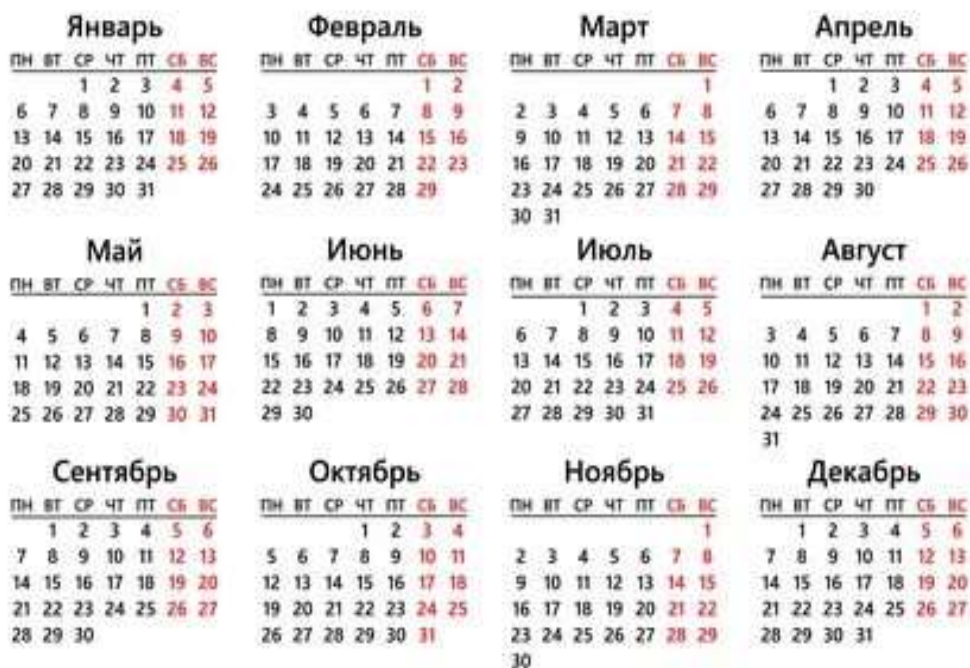 Январь Февраль Март Апрель
ПН ВТ СР ЧТ ПТ СБ ВС ПН ВТ СР ЧТ ПТ СБ ВС ПН ВТ СР ЧТ ПТ СБ ВС ПН ВТ СР ЧТ ПТ СБ ВС
1 2 3 4 5 1 2 1 1 2 3 4 5
6 7 8 9 10 11 12 3 4 5 6 7 8 9 2 3 4 5 6 7 8 6 7 8 9 10 11 12
13 14 15 16 17 18 19 10 11 12 13 14 15 16 9 10 11 12 13 14 15 13 14 15 16 17 18 19
20 21 22 23 24 25 26 17 18 19 20 21 22 23 16 17 18 19 20 21 22 20 21 22 23 24 25 26
27 28 29 30 31 24 25 26 27 28 29 23 24 25 26 27 28 29 27 28 29 30
30 31
Май Июнь Июль Август
ПН ВТ СР ЧТ ПТ СБ ВС ПН ВТ СР ЧТ ПТ СБ ВС ПН ВТ СР ЧТ ПТ СБ ВС ПН ВТ СР ЧТ ПТ СБ ВС
1 2 3 1 2 3 4 5 6 7 1 2 3 4 5 1 2
4 5 6 7 8 9 10 8 9 10 11 12 13 14 6 7 8 9 10 11 12 3 4 5 6 7 8 9
11 12 13 14 15 16 17 15 16 17 18 19 20 21 13 14 15 16 17 18 19 10 11 12 13 14 15 16
18 19 20 21 22 23 24 22 23 24 25 26 27 28 20 21 22 23 24 25 26 17 18 19 20 21 22 23
25 26 27 28 29 30 31 29 30 27 28 29 30 31 24 25 26 27 28 29 30
31
Сентябрь Октябрь Ноябрь Декабрь
ПН ВТ СР ЧТ ПТ СБ ВС ПН ВТ СР ЧТ ПТ СБ ВС ПН ВТ СР ЧТ ПТ СБ ВС ПН ВТ СР ЧТ ПТ СБ ВС
1 2 3 4 5 6 1 2 3 4 1 1 2 3 4 5 6
7 8 9 10 11 12 13 5 6 7 8 9 10 11 2 3 4 5 6 7 8 7 8 9 10 11 12 13
14 15 16 17 18 19 20 12 13 14 15 16 17 18 9 10 11 12 13 14 15 14 15 16 17 18 19 20
21 22 23 24 25 26 27 19 20 21 22 23 24 25 16 17 18 19 20 21 22 21 22 23 24 25 26 27
28 29 30 26 27 28 29 30 31 23 24 25 26 27 28 29 28 29 30 31
30